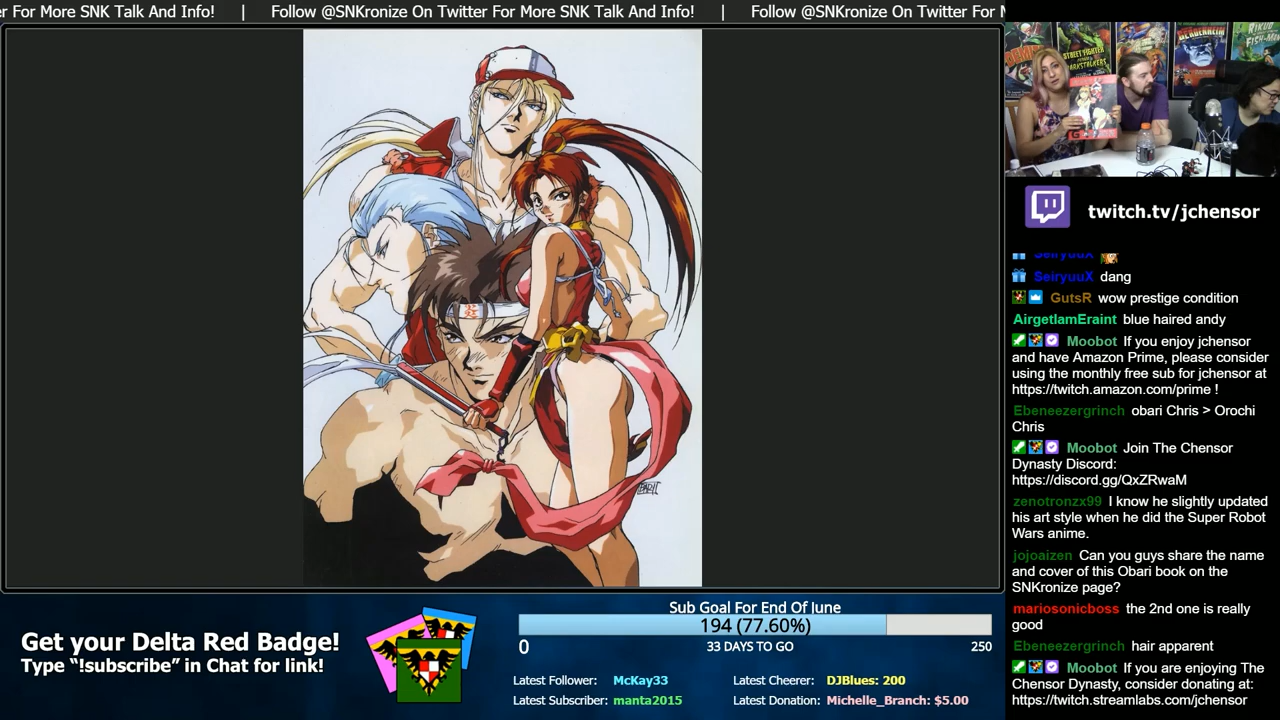 er For More SNK Talk And Info! | Follow @SNKronize On Twitter For More SNK Talk And Info! | Follow @SNKronize On Twitter For
twitch.tv/jchensor
SeiryuuX
SeiryuuX dang
GutsR wow prestige condition
AirgetlamEraint blue haired andy
Moobot If you enjoy jchensor
and have Amazon Prime, please consider
using the monthly free sub for jchensor at
https://twitch.amazon.com/prime !
Ebeneezergrinch obari Chris > Orochi
Chris
Moobot Join The Chensor
Dynasty Discord:
https://discord.gg/QxZRwaM
zenotronzx99 I know he slightly updated
his art style when he did the Super Robot
Wars anime.
jojoaizen Can you guys share the name
and cover of this Obari book on the
SNKronize page?
mariosonicboss the 2nd one is really
good
Ebeneezergrinch hair apparent
Moobot If you are enjoying The
Chensor Dynasty, consider donating at:
https://twitch.streamlabs.com/jchensor
Get your Delta Red Badge!
Type "!subscribe" in Chat for link!
Sub Goal For End Of June
194 (77.60%)
0 33 DAYS TO GO 250
Latest Follower: McKay33 Latest Cheerer: DJBlues: 200
Latest Subscriber: manta2015 Latest Donation: Michelle_Branch: $5.00